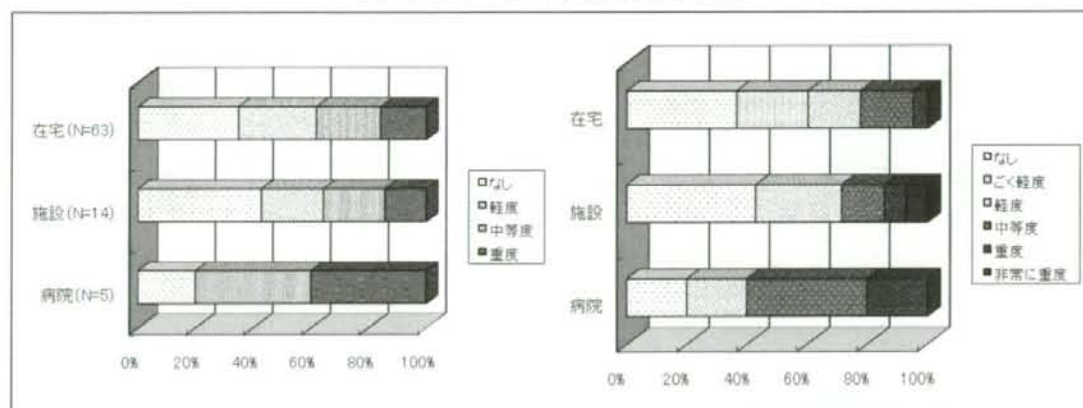 在宅(N=63)
施設(N=14)
病院(N=5)
0% 20% 40% 60% 80% 100%
なし
軽度
中等度
重度
在宅
施設
病院
0% 20% 40% 60% 80% 100%
なし
ごく軽度
軽度
中等度
重度
非常に重度